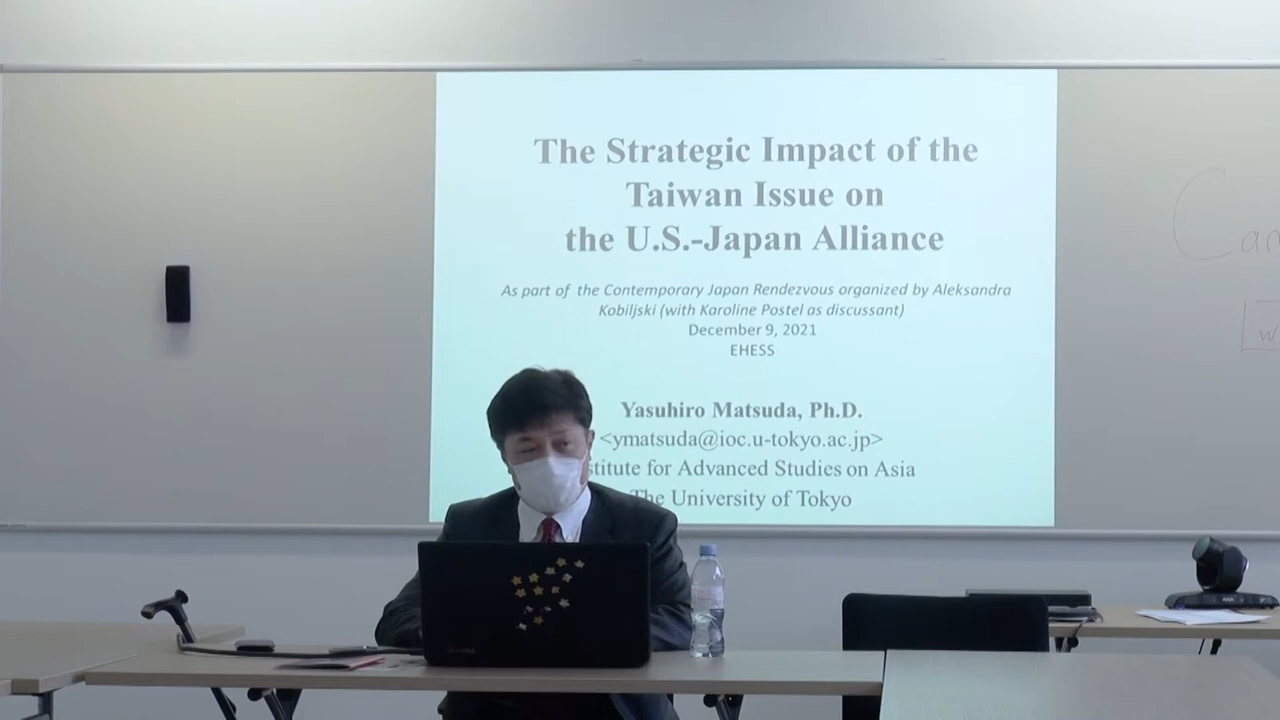 The Strategic Impact of the
Taiwan Issue on
the U.S.-Japan Alliance
As part of the Contemporary Japan Rendezvous organized by Aleksandra
Kobiljski (with Karoline Postel as discussant)
December 9, 2021
EHESS
Yasuhiro Matsuda, Ph.D.
<ymatsuda@ioc.u-tokyo.ac.jp>
stitute for Advanced Studies on Asia
The University of Tokyo